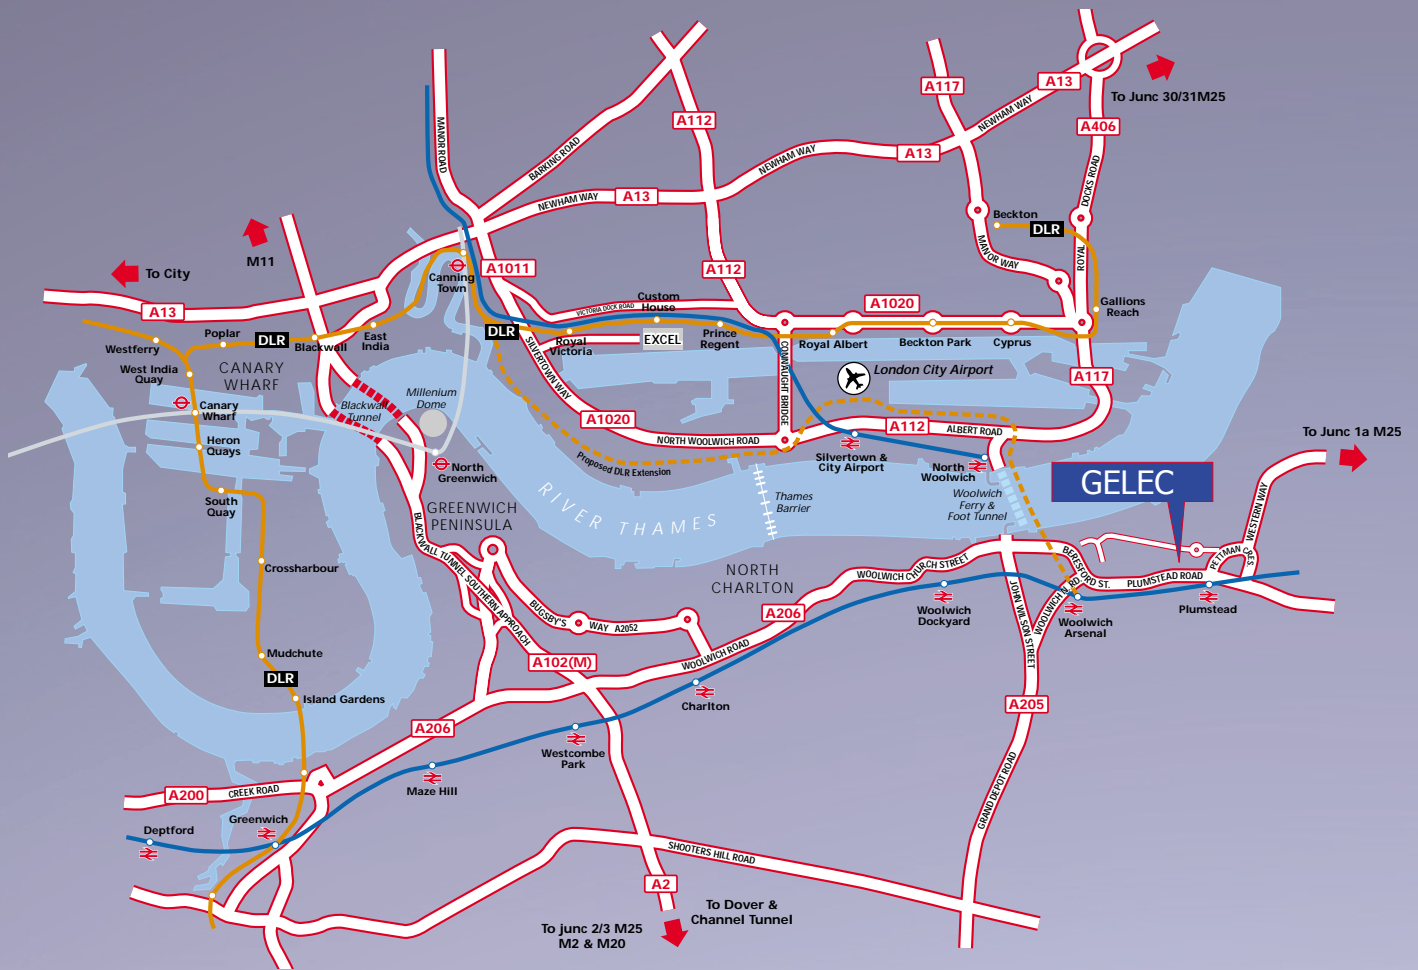 A117
A13
To Junc 30/31M25
NEWHAM WAY
A112
A406
MANOR ROAD
BARKING ROAD
NEWHAM WAY
A13
DOCKS ROAD
NEWHAM WAY
A13
Beckton
DLR
M11
MANOR WAY
ROYAL
To City
A1011
A112
Canning
Town
A13
VICTORIA DOCK ROAD
Custom
House
A1020
Gallions
Reach
Poplar
DLR
Blackwall
East
India
DLR
Royal
Victoria
EXCEL
Prince
Regent
Royal Albert
Beckton Park
Cyprus
Westferry
West India
Quay
CANARY
WHARF
SILVERTOWN WAY
CONNAUGHT BRIDGE
London City Airport
A117
Canary
Wharf
Blackwall
Tunnel
Millenium
Dome
A1020
A112
ALBERT ROAD
NORTH WOOLWICH ROAD
Heron
Quays
To Junc 1a M25
Proposed DLR Extension
Silvertown &
City Airport
North
Woolwich
North
Greenwich
GELEC
South
Quay
GREENWICH
PENINSULA
RIVER THAMES
Thames
Barrier
Woolwich
Ferry &
Foot Tunnel
WESTERN WAY
BLACKWALL TUNNEL SOUTHERN APPROACH
Crossharbour
NORTH
CHARLTON
WOOLWICH CHURCH STREET
BERESFORD ST.
PLUMSTEAD ROAD
PETTMAN CRES
BUGSBY'S WAY A2052
A206
Woolwich
Dockyard
JOHN WILSON STREET
WOOLWICH N RD
Woolwich
Arsenal
Plumstead
Mudchute
DLR
Island Gardens
A102(M)
WOOLWICH ROAD
Charlton
A205
A206
Westcombe
Park
Maze Hill
A200
CREEK ROAD
GRAND DEPOT ROAD
Deptford
Greenwich
SHOOTERS HILL ROAD
A2
To Dover &
Channel Tunnel
To junc 2/3 M25
M2 & M20